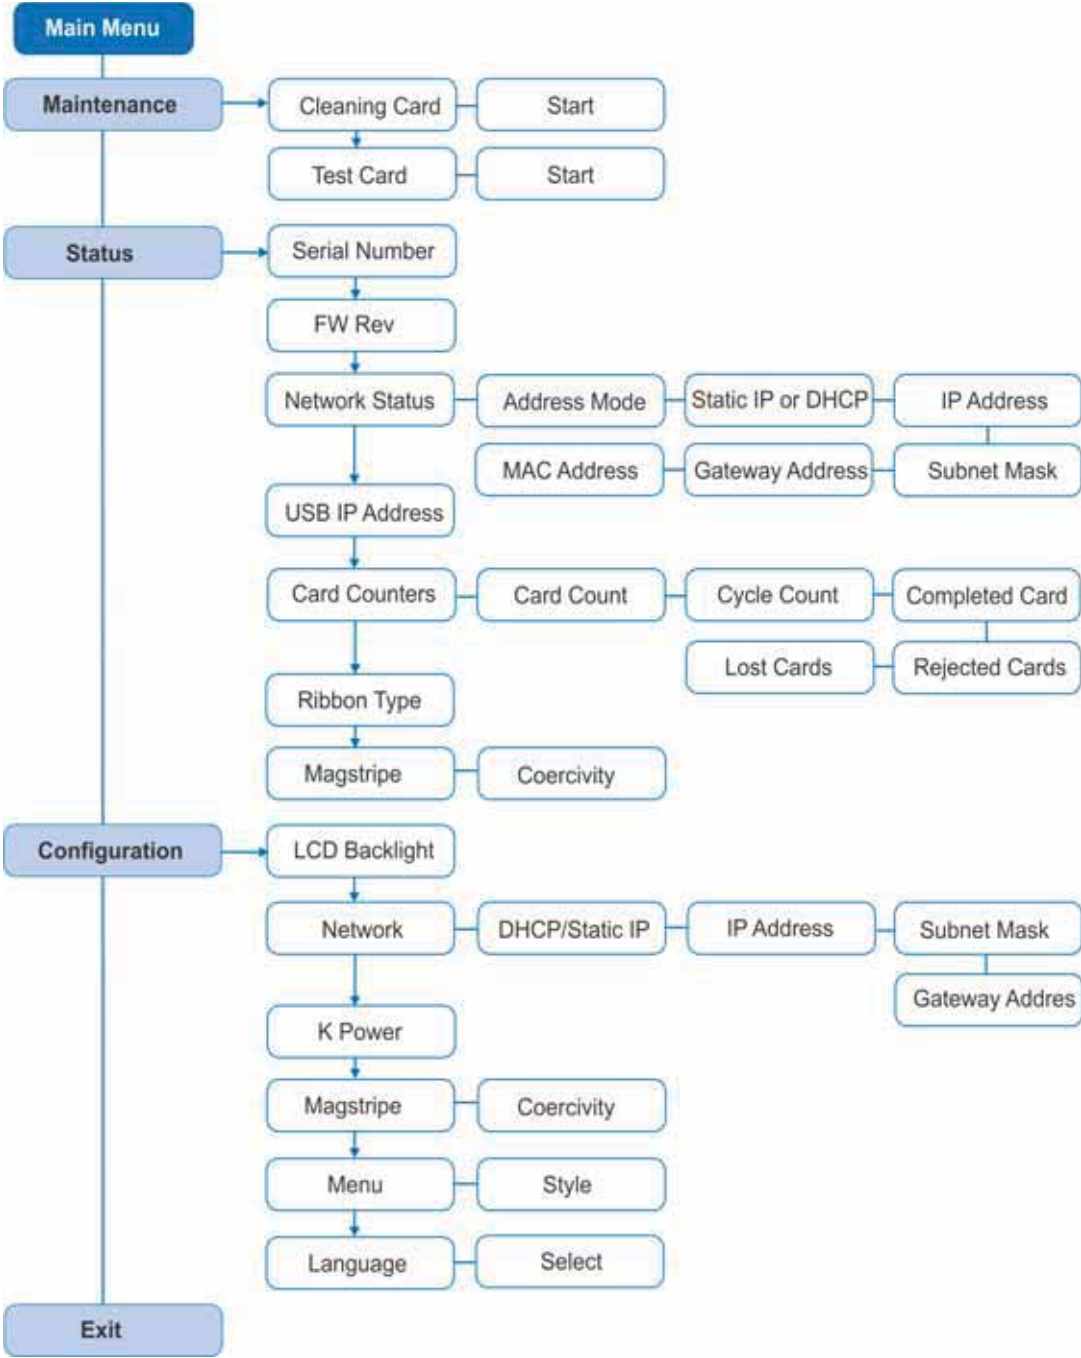 Main Menu
Maintenance
Cleaning Card
Start
Test Card
Start
Status
Serial Number
FW Rev
Network Status
Address Mode
Static IP or DHCP
IP Address
MAC Address
Gateway Address
Subnet Mask
USB IP Address
Card Counters
Card Count
Cycle Count
Completed Card
Lost Cards
Rejected Cards
Ribbon Type
Magstripe
Coercivity
Configuration
LCD Backlight
Network
DHCP/Static IP
IP Address
Subnet Mask
Gateway Addres
K Power
Magstripe
Coercivity
Menu
Style
Language
Select
Exit